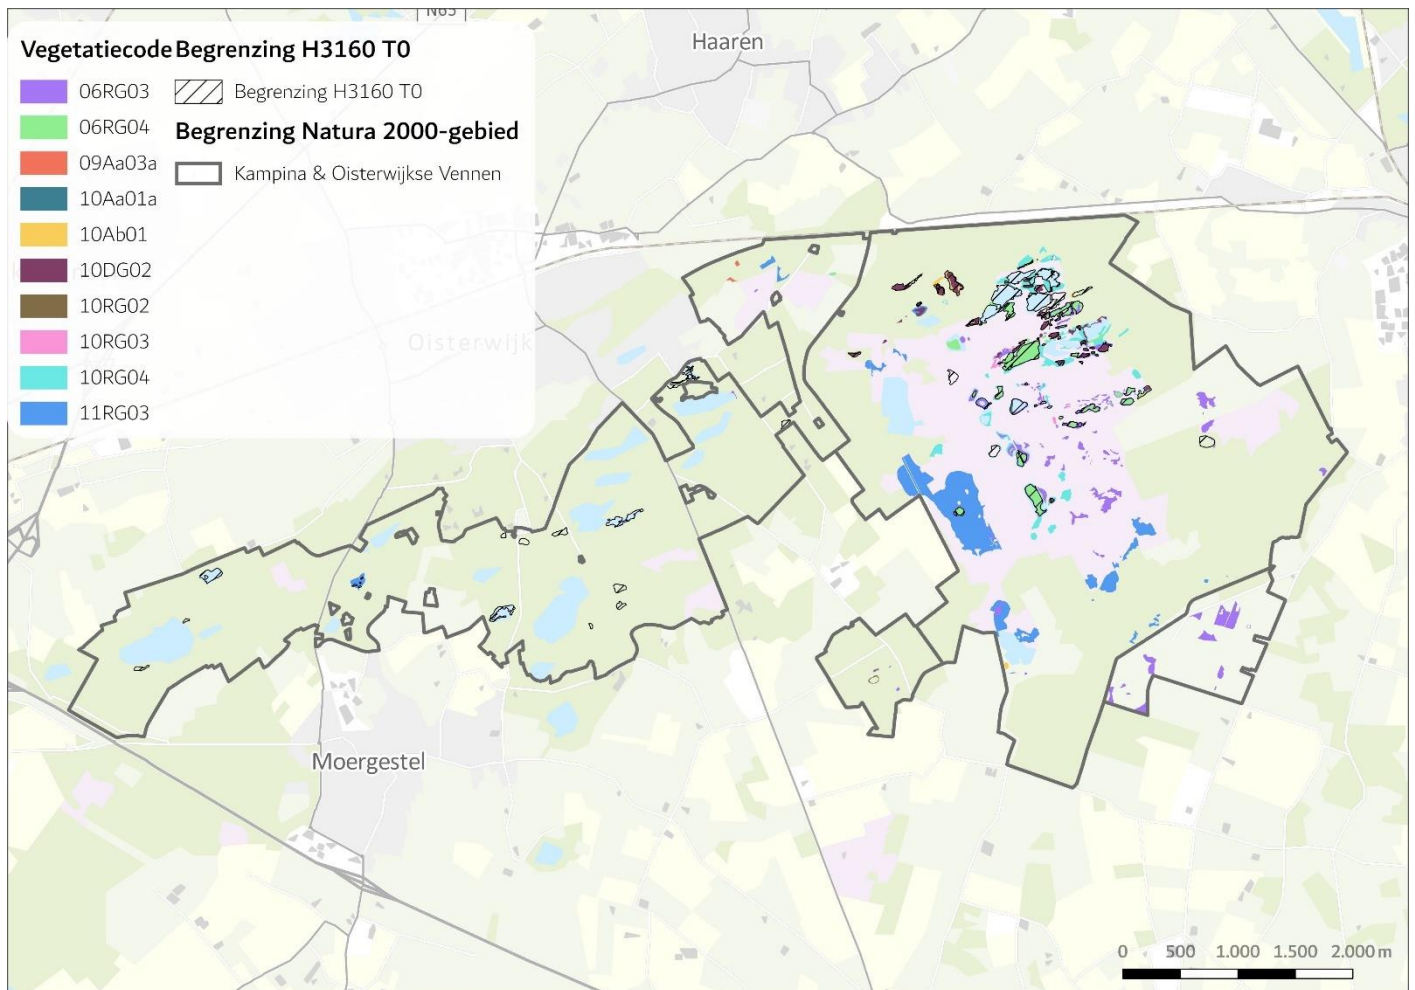 N65
Haaren
Vegetatiecode
06RG03
06RG04
09Aa03a
10Aa01a
10Ab01
10DG02
10RG02
10RG03
10RG04
11RG03
Begrenzing H3160 T0
Begrenzing H3160 T0
Begrenzing Natura 2000-gebied
Kampina & Oisterwijkse Vennen
Oisterwijk
Moergestel
0 500 1.000 1.500 2.000 m